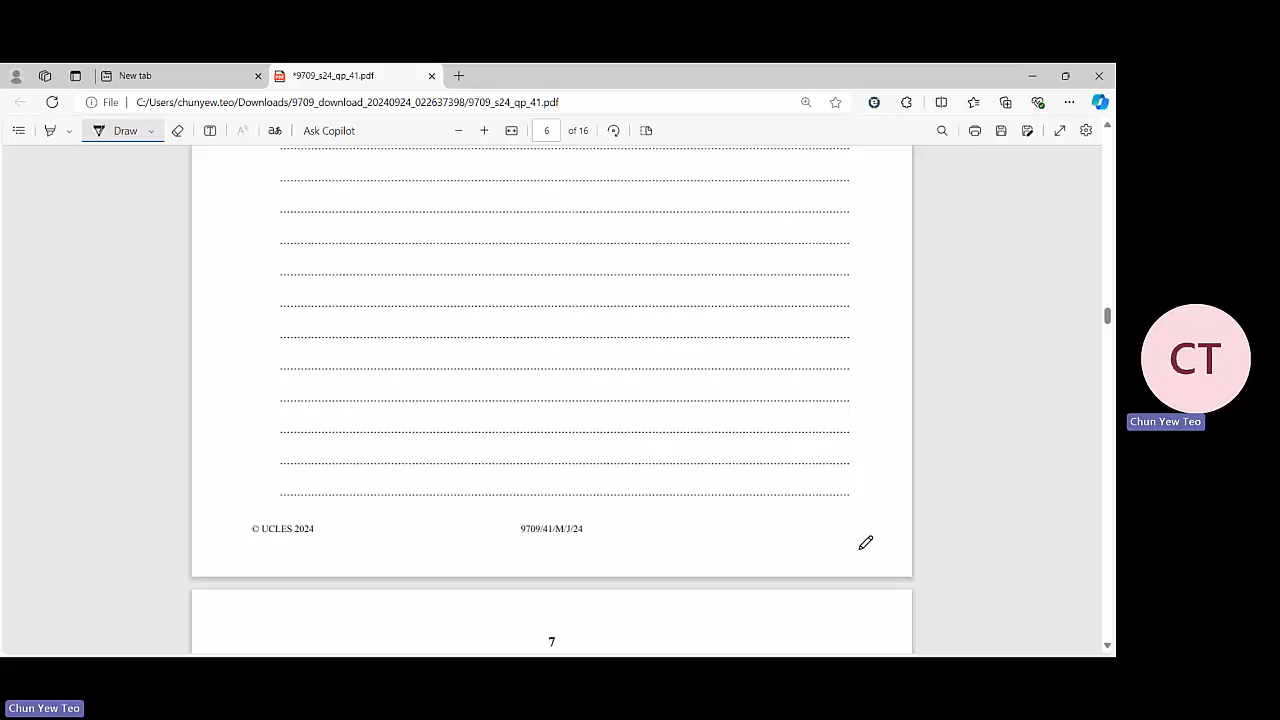 New tab
*9709_s24_qp_41.pdf
File
C:/Users/chunyew.teo/Downloads/9709_download_20240924_022637398/9709_s24_qp_41.pdf
Draw
Ask Copilot
6
of 16
© UCLES 2024
9709/41/M/J/24
7
CT
Chun Yew Teo
Chun Yew Teo